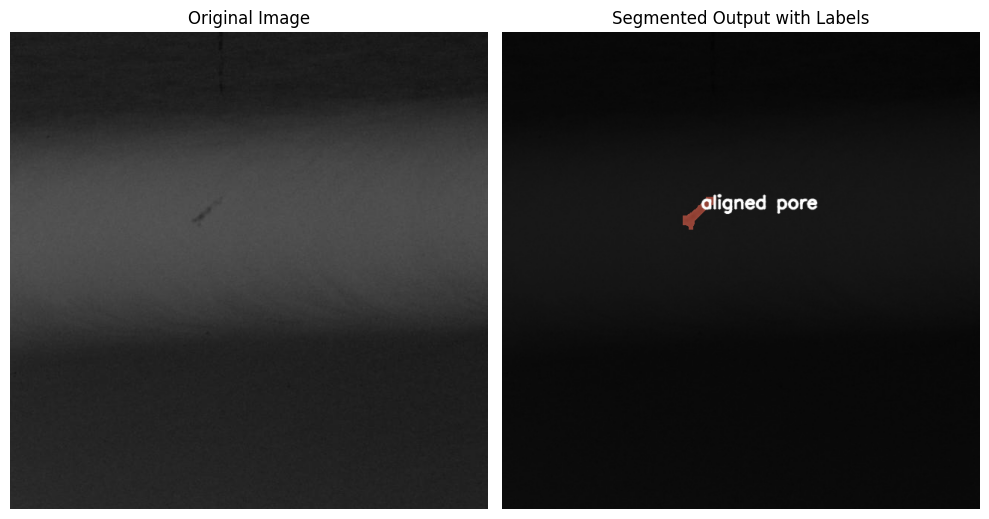 Original Image
Segmented Output with Labels
aligned pore